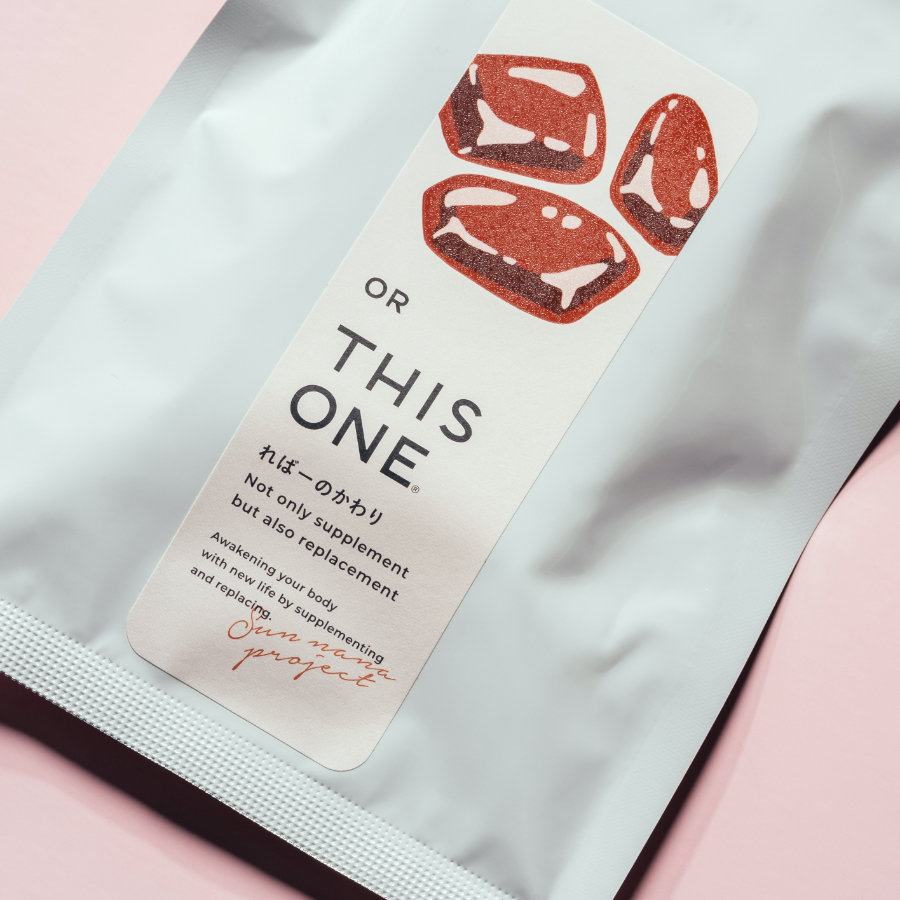 OR
THIS
ONE®
ればーのかわり
Not only supplement
but also replacement
Awakening your body
with new life by supplementing
and replacing.
Sun nana
project